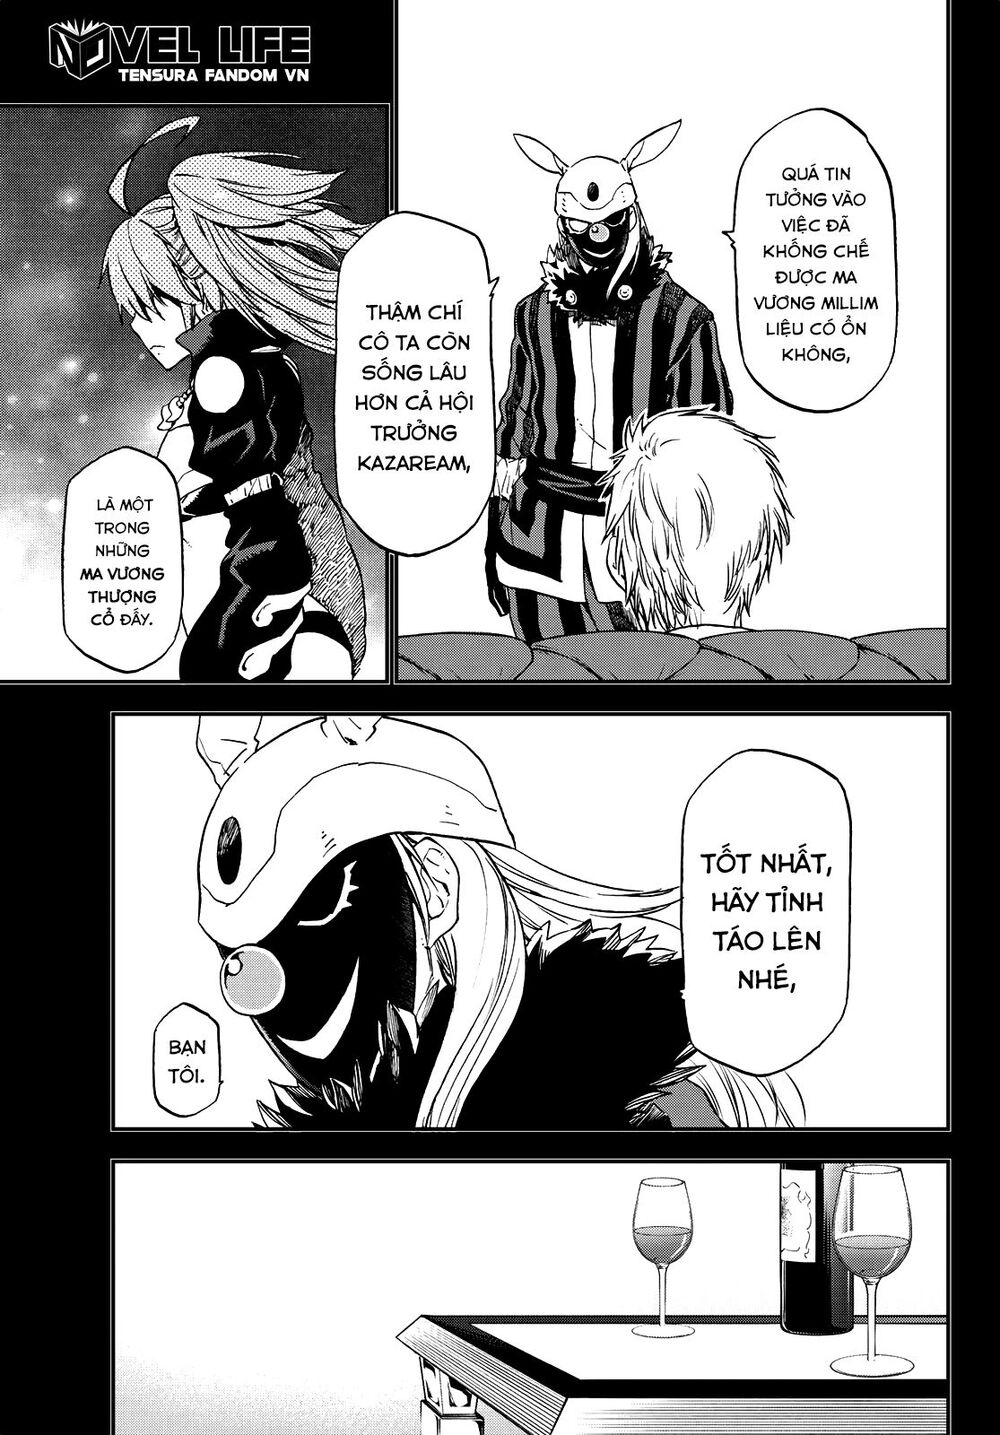 NOVEL LIFE
TENSURA FANDOM VN
QUÁ TIN
TƯỞNG VÀO
VIỆC ĐÃ
KHỐNG CHẾ
ĐƯỢC MA
VƯƠNG MILLIM
LIỆU CÓ ỔN
KHÔNG,
THẬM CHÍ
CÔ TA CÒN
SỐNG LÂU
HƠN CẢ HỘI
TRƯỞNG
KAZAREAM,
LÀ MỘT
TRONG
NHỮNG
MA VƯƠNG
THƯỢNG
CỔ ĐẤY.
TỐT NHẤT,
HÃY TỈNH
TÁO LÊN
NHÉ,
BẠN
TÔI.